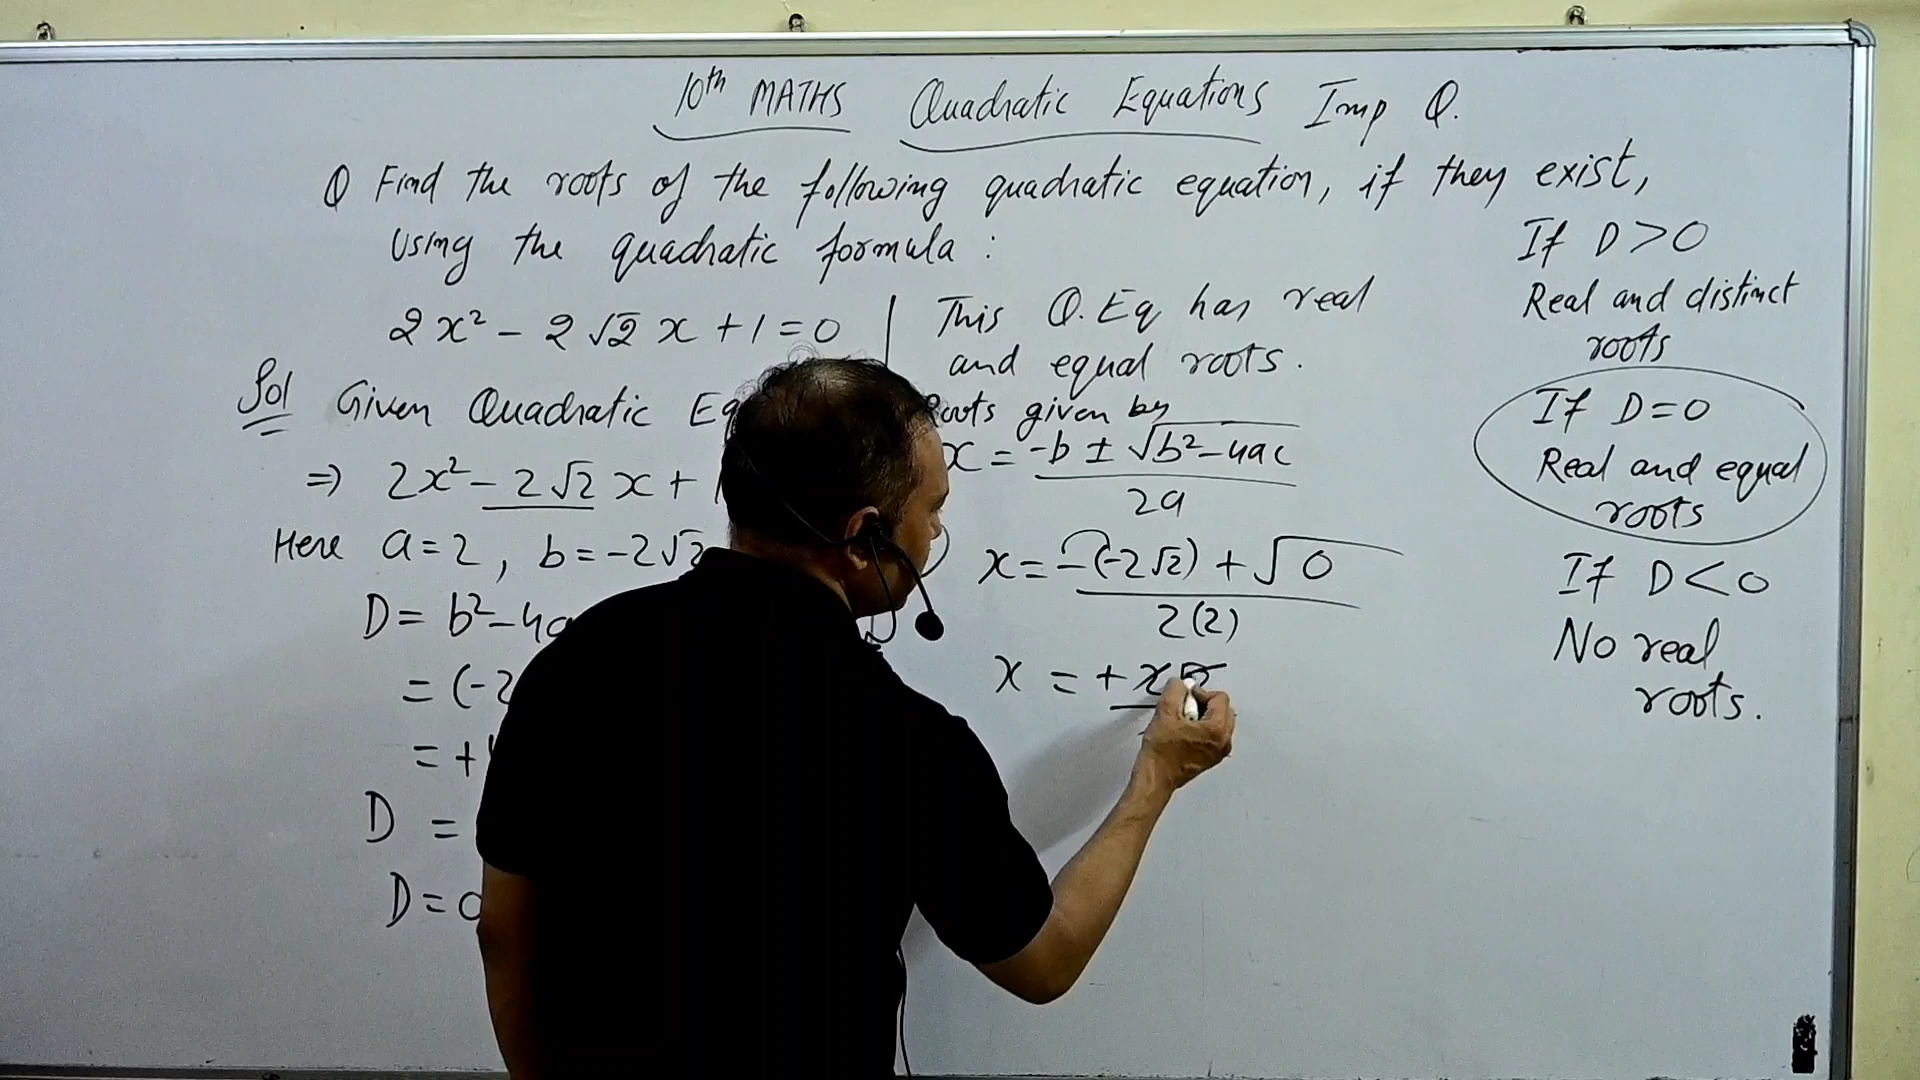 10th MATHS Quadratic Equations Imp Q.
Q Find the roots of the following quadratic equation, if they exist,
using the quadratic formula :
2x² - 2√2 x + 1 = 0
Sol Given Quadratic Eq
⇒ 2x² - 2√2 x +
Here a = 2, b = -2√2
D = b² - 4a
= (-2
= +
D =
D = 0
This Q.Eq has real
and equal roots.
Roots given by
x = -b ± √b² - 4ac
2a
x = -(-2√2) + √0
2(2)
x = +
If D > 0
Real and distinct
roots
If D = 0
Real and equal
roots
If D < 0
No real
roots.